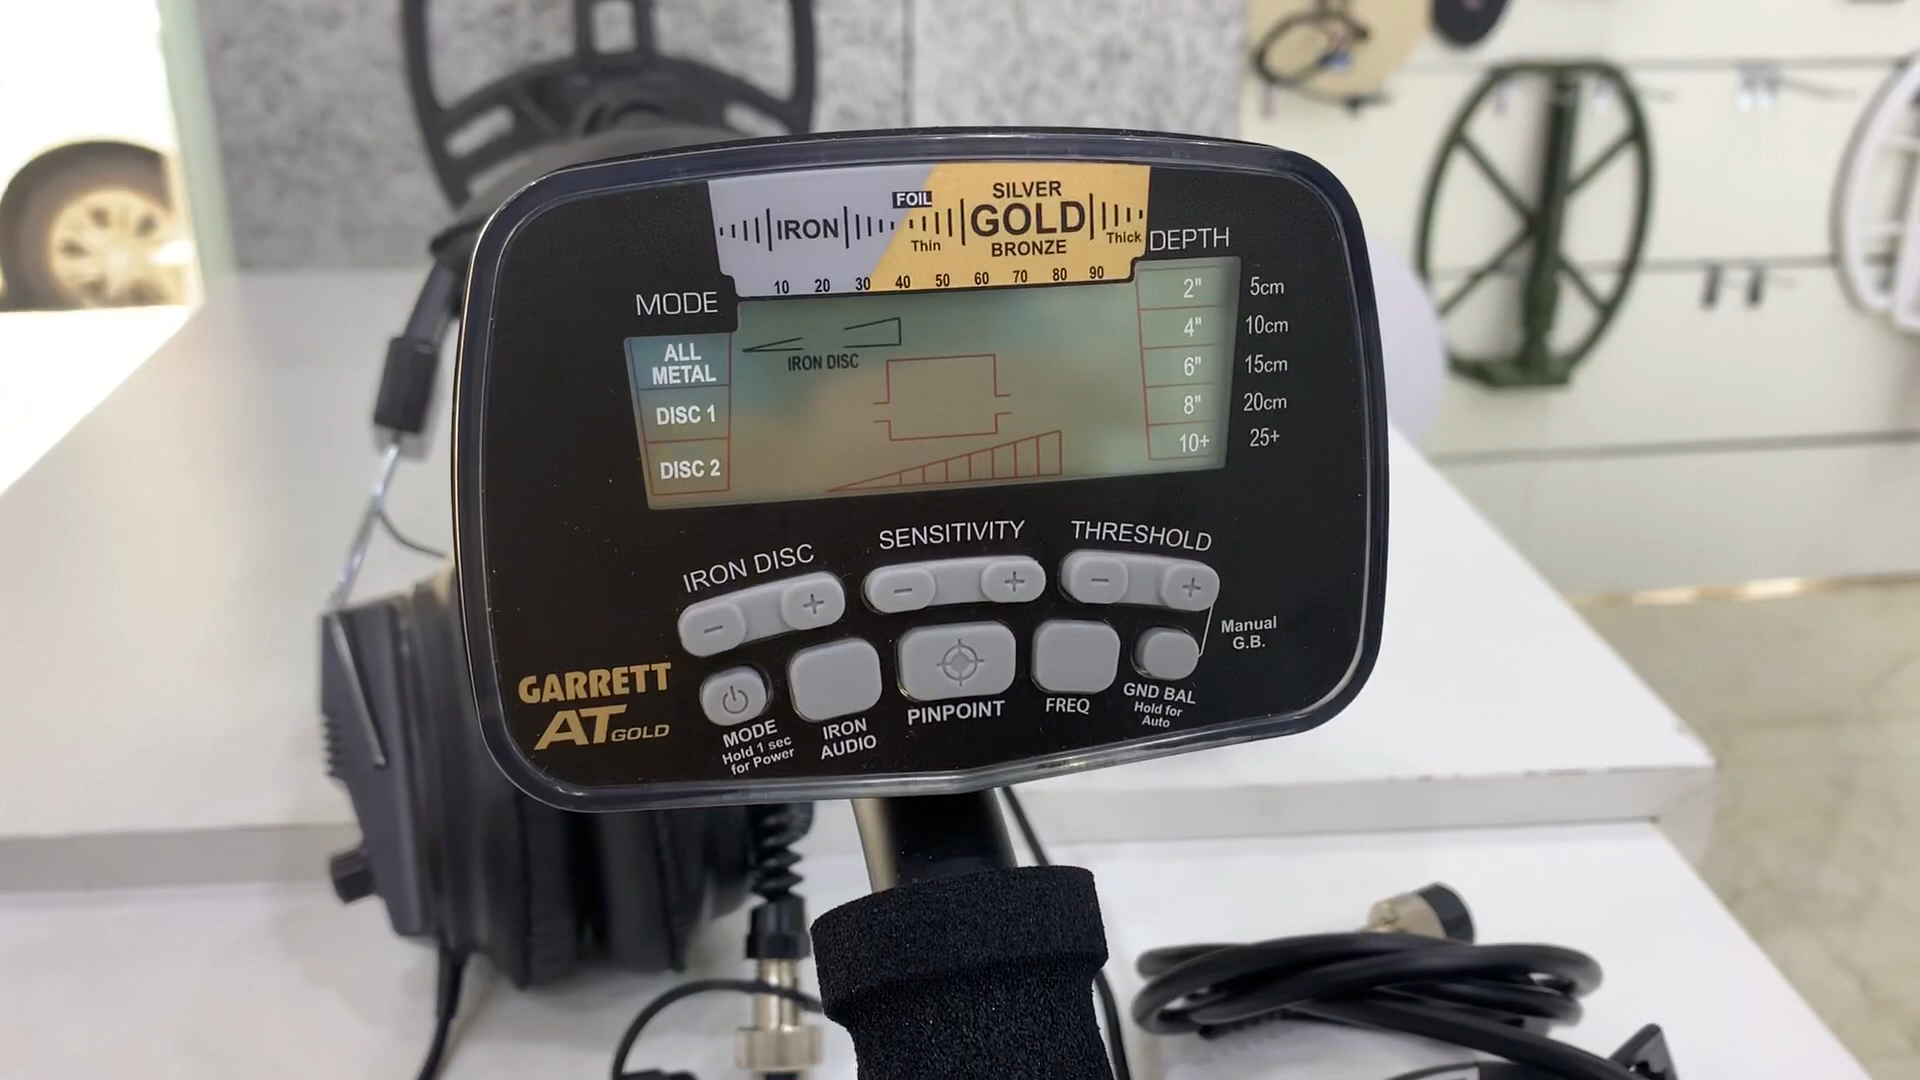 FOIL
SILVER
IRON
GOLD
Thin
BRONZE
Thick
10 20 30 40 50 60 70 80 90
DEPTH
MODE
2" 5cm
4" 10cm
6" 15cm
8" 20cm
10+ 25+
ALL
METAL
DISC 1
DISC 2
IRON DISC
IRON DISC
SENSITIVITY
THRESHOLD
- +
- +
- +
Manual
G.B.
GARRETT
AT GOLD
MODE
Hold 1 sec
for Power
IRON
AUDIO
PINPOINT
FREQ
GND BAL
Hold for
Auto